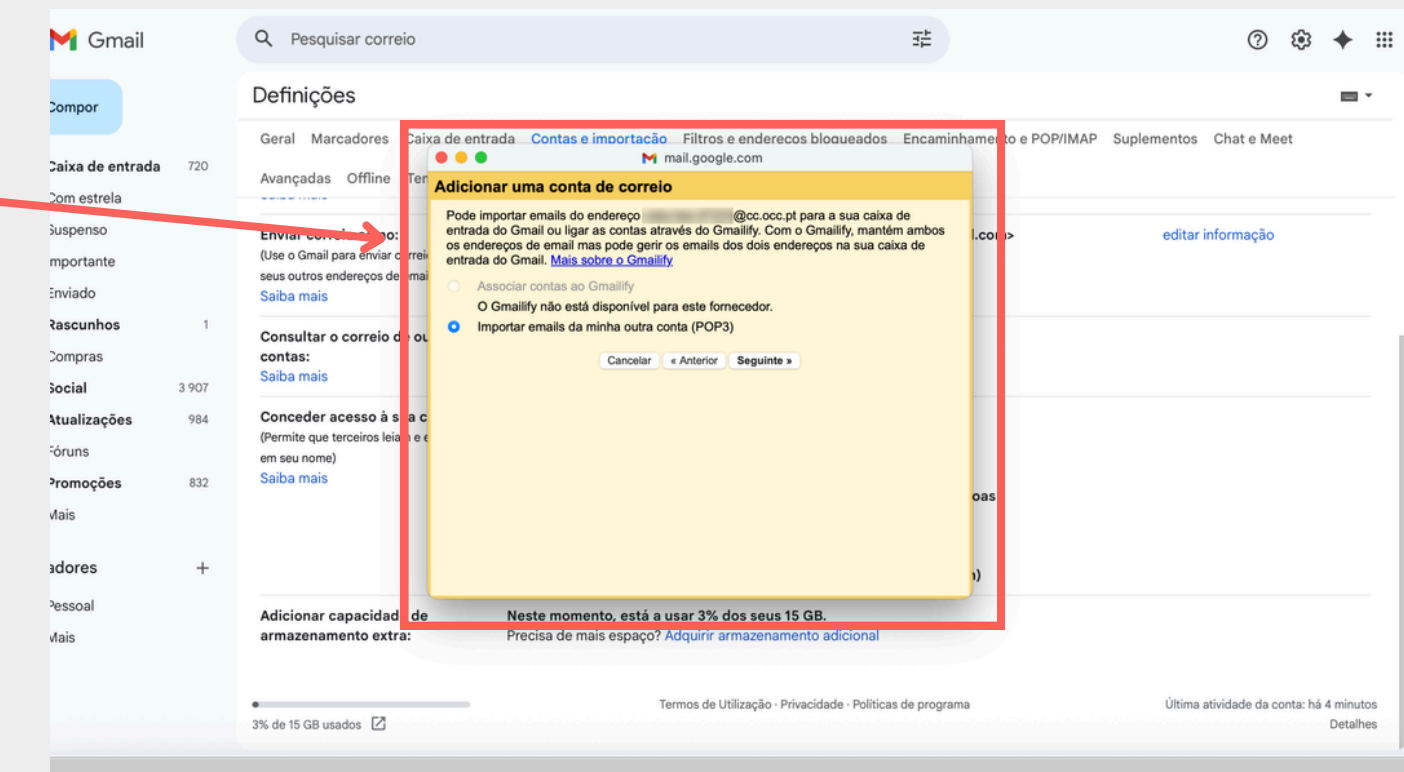 Gmail
Pesquisar correio
Compor
Caixa de entrada 720
Com estrela
Suspenso
Importante
Enviado
Rascunhos 1
Compras
Social 3 907
Atualizações 984
Fóruns
Promoções 832
Mais
adores +
Pessoal
Mais
Definições
Geral Marcadores Caixa de entrada Contas e importação Filtros e endereços bloqueados Encaminhamento e POP/IMAP Suplementos Chat e Meet
Avançadas Offline
mail.google.com
Adicionar uma conta de correio
Pode importar emails do endereço @cc.occ.pt para a sua caixa de
entrada do Gmail ou ligar as contas através do Gmailify. Com o Gmailify, mantém ambos
os endereços de email mas pode gerir os emails dos dois endereços na sua caixa de
entrada do Gmail. Mais sobre o Gmailify
Associar contas ao Gmailify
O Gmailify não está disponível para este fornecedor.
Importar emails da minha outra conta (POP3)
Cancelar « Anterior Seguinte »
Enviar correio como: l.com> editar informação
(Use o Gmail para enviar correi
seus outros endereços de emai
Saiba mais
Consultar o correio de ou
contas:
Saiba mais
Conceder acesso à sua c
(Permite que terceiros leiam e e
em seu nome)
Saiba mais
oas
)
Adicionar capacidade de
armazenamento extra:
Neste momento, está a usar 3% dos seus 15 GB.
Precisa de mais espaço? Adquirir armazenamento adicional
3% de 15 GB usados
Termos de Utilização · Privacidade · Políticas de programa
Última atividade da conta: há 4 minutos
Detalhes